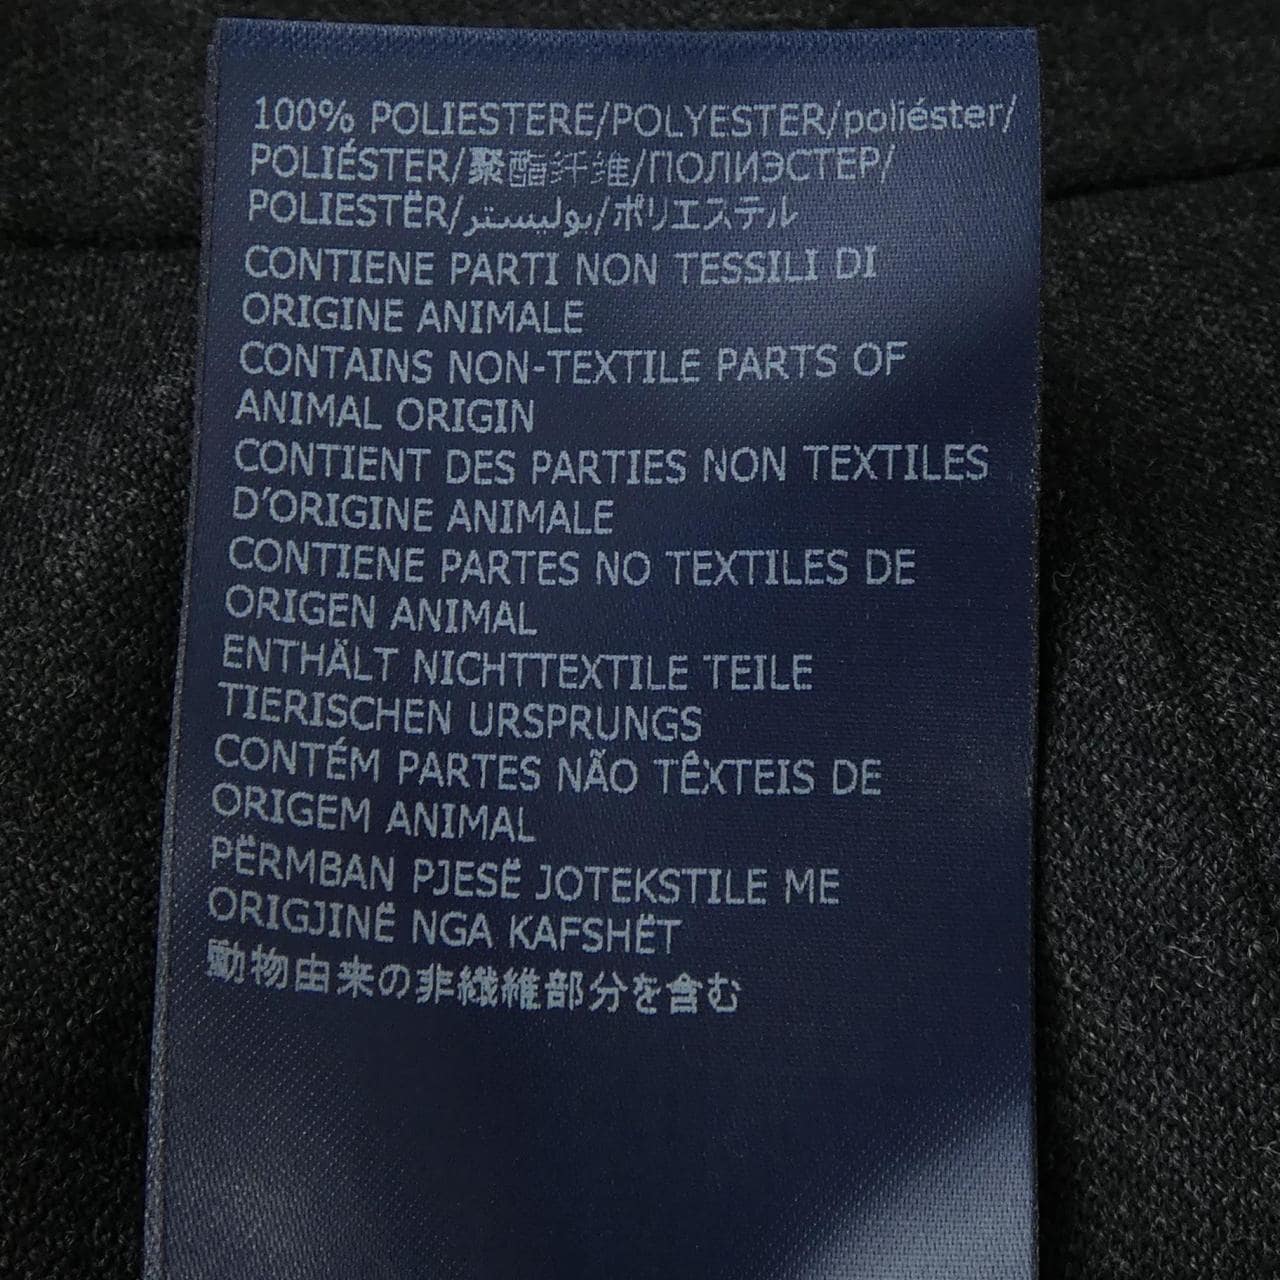 100% POLIESTERE/POLYESTER/poliéster/
POLIÉSTER/聚酯纤维/ПОЛИЭСТЕР/
POLIESTËR/بوليستر/ポリエステル
CONTIENE PARTI NON TESSILI DI
ORIGINE ANIMALE
CONTAINS NON-TEXTILE PARTS OF
ANIMAL ORIGIN
CONTIENT DES PARTIES NON TEXTILES
D'ORIGINE ANIMALE
CONTIENE PARTES NO TEXTILES DE
ORIGEN ANIMAL
ENTHÄLT NICHTTEXTILE TEILE
TIERISCHEN URSPRUNGS
CONTÉM PARTES NÃO TÊXTEIS DE
ORIGEM ANIMAL
PËRMBAN PJESË JOTEKSTILE ME
ORIGJINË NGA KAFSHËT
動物由来の非繊維部分を含む